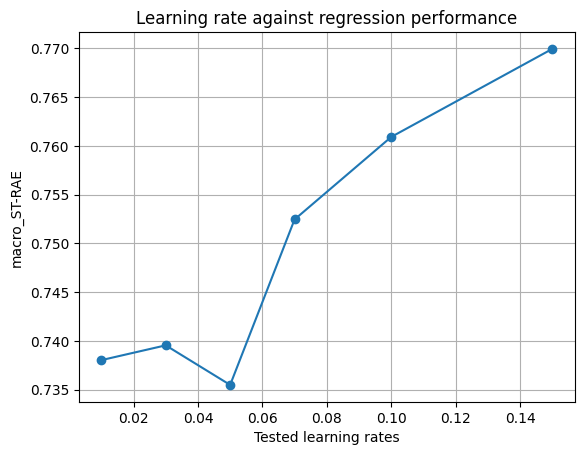 Learning rate against regression performance
macro_ST-RAE
0.770
0.765
0.760
0.755
0.750
0.745
0.740
0.735
0.02 0.04 0.06 0.08 0.10 0.12 0.14
Tested learning rates